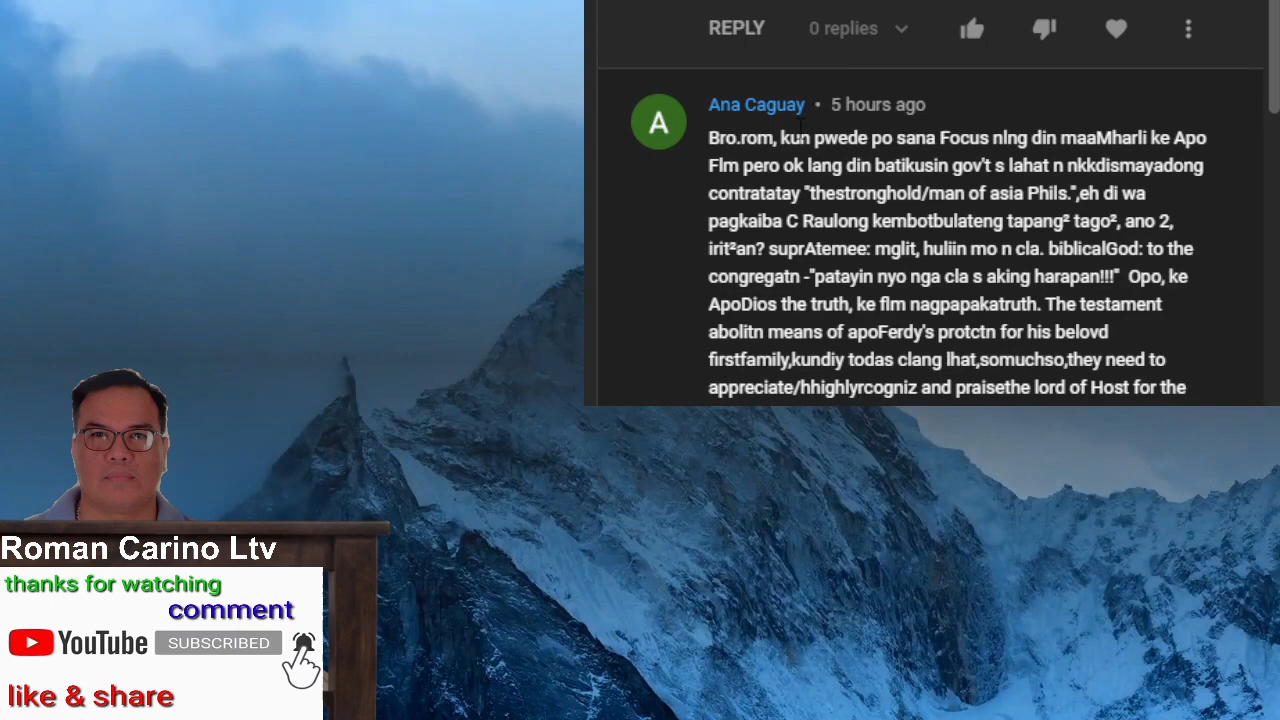 REPLY 0 replies
A
Ana Caguay • 5 hours ago
Bro.rom, kun pwede po sana Focus nlng din maaMharli ke Apo
Flm pero ok lang din batikusin gov't s lahat n nkkdismayadong
contratatay "thestronghold/man of asia Phils.",eh di wa
pagkaiba C Raulong kembotbulateng tapang² tago², ano 2,
irit²an? suprAtemee: mglit, huliin mo n cla. biblicalGod: to the
congregatn -"patayin nyo nga cla s aking harapan!!!" Opo, ke
ApoDios the truth, ke flm nagpapakatruth. The testament
abolitn means of apoFerdy's protctn for his belovd
firstfamily,kundiy todas clang lhat,somuchso,they need to
appreciate/hhighlyrcogniz and praisethe lord of Host for the
Roman Carino Ltv
thanks for watching
comment
YouTube SUBSCRIBED
like & share